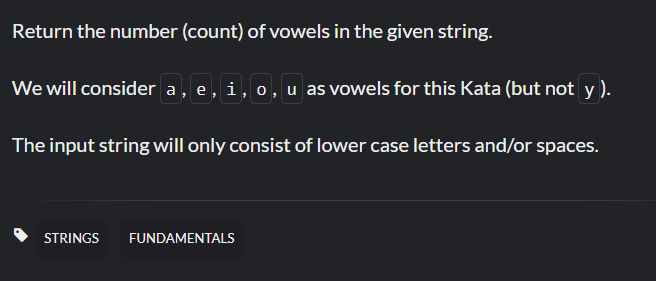 Return the number (count) of vowels in the given string.
We will consider a, e, i, o, u as vowels for this Kata (but not y).
The input string will only consist of lower case letters and/or spaces.
STRINGS FUNDAMENTALS